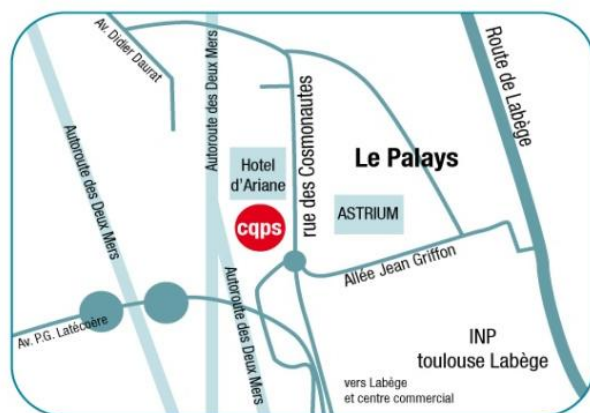 Av. Didier Daurat
Autoroute des Deux Mers
Autoroute des Deux Mers
Route de Labège
rue des Cosmonautes
Hotel
d'Ariane
Le Palays
cqps
ASTRIUM
Allée Jean Griffon
Autoroute des Deux Mers
Av. P.G. Latécoère
INP
toulouse Labège
vers Labège
et centre commercial